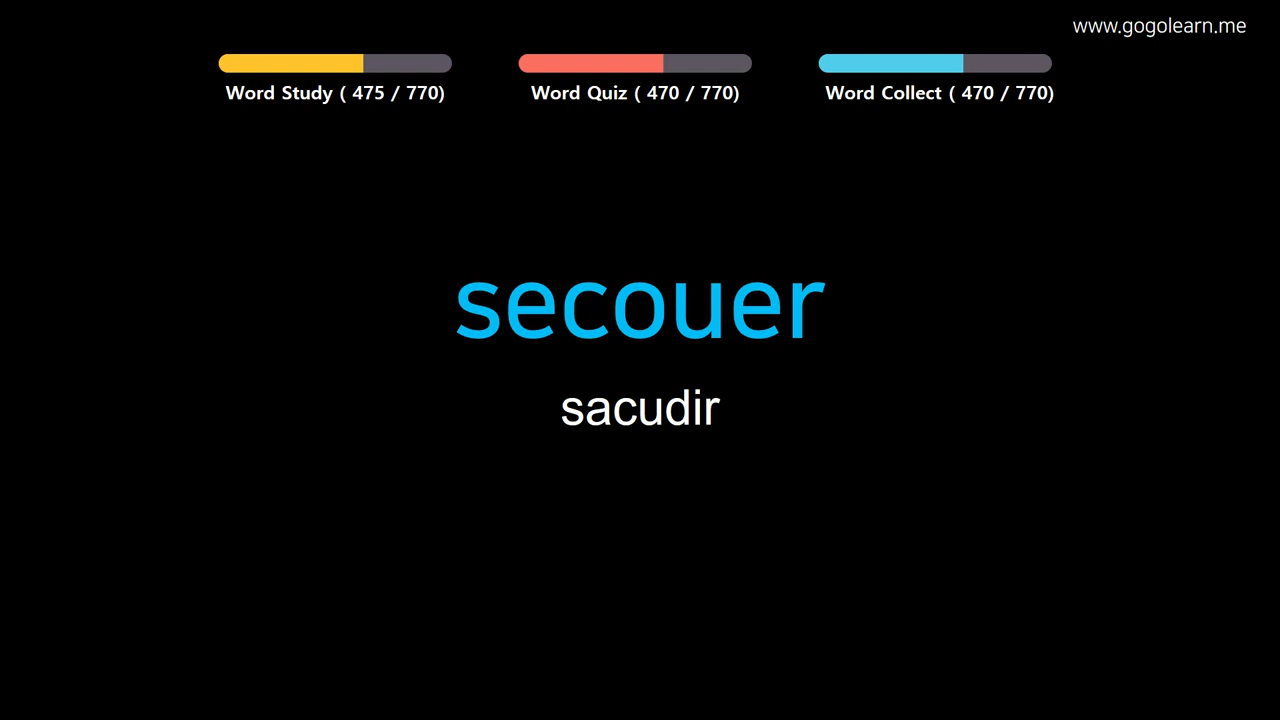 www.gogolearn.me
Word Study ( 475 / 770)
Word Quiz ( 470 / 770)
Word Collect ( 470 / 770)
secouer
sacudir